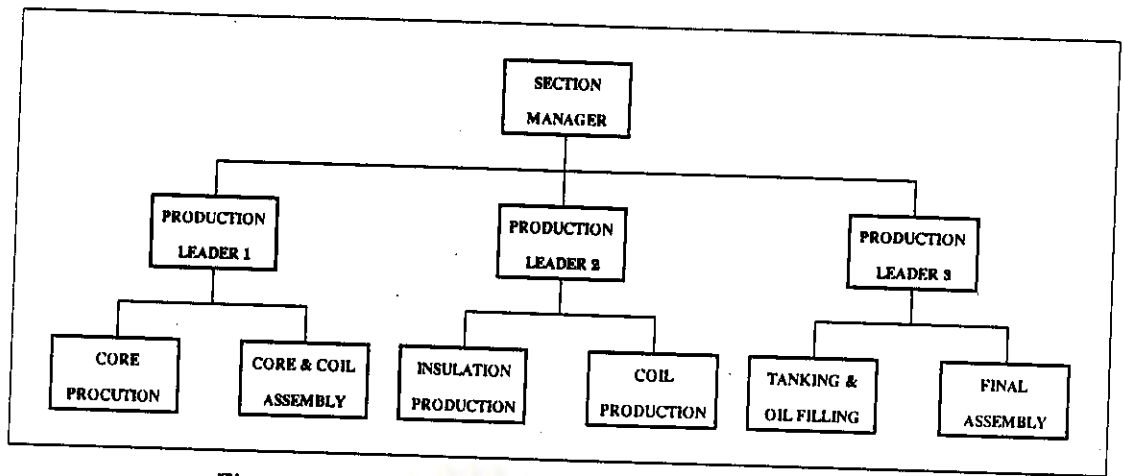 SECTION
MANAGER
PRODUCTION
LEADER 1
PRODUCTION
LEADER 2
PRODUCTION
LEADER 3
CORE
PROCUTION
CORE & COIL
ASSEMBLY
INSULATION
PRODUCTION
COIL
PRODUCTION
TANKING &
OIL FILLING
FINAL
ASSEMBLY